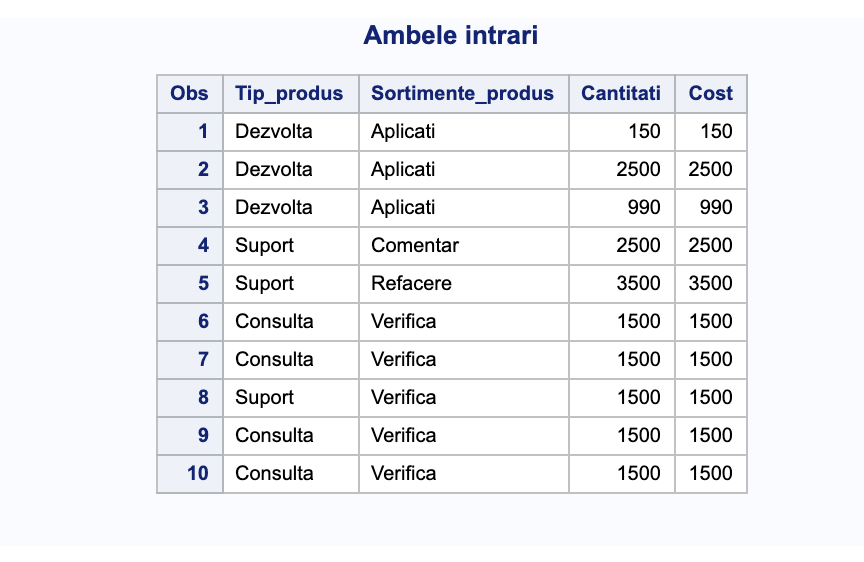 Ambele intrari
Obs Tip_produs Sortimente_produs Cantitati Cost
1 Dezvolta Aplicati 150 150
2 Dezvolta Aplicati 2500 2500
3 Dezvolta Aplicati 990 990
4 Suport Comentar 2500 2500
5 Suport Refacere 3500 3500
6 Consulta Verifica 1500 1500
7 Consulta Verifica 1500 1500
8 Suport Verifica 1500 1500
9 Consulta Verifica 1500 1500
10 Consulta Verifica 1500 1500